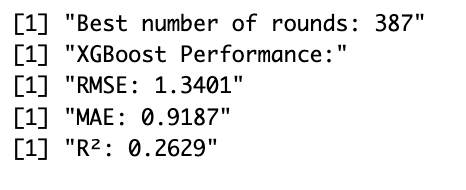 [1] "Best number of rounds: 387"
[1] "XGBoost Performance:"
[1] "RMSE: 1.3401"
[1] "MAE: 0.9187"
[1] "R²: 0.2629"